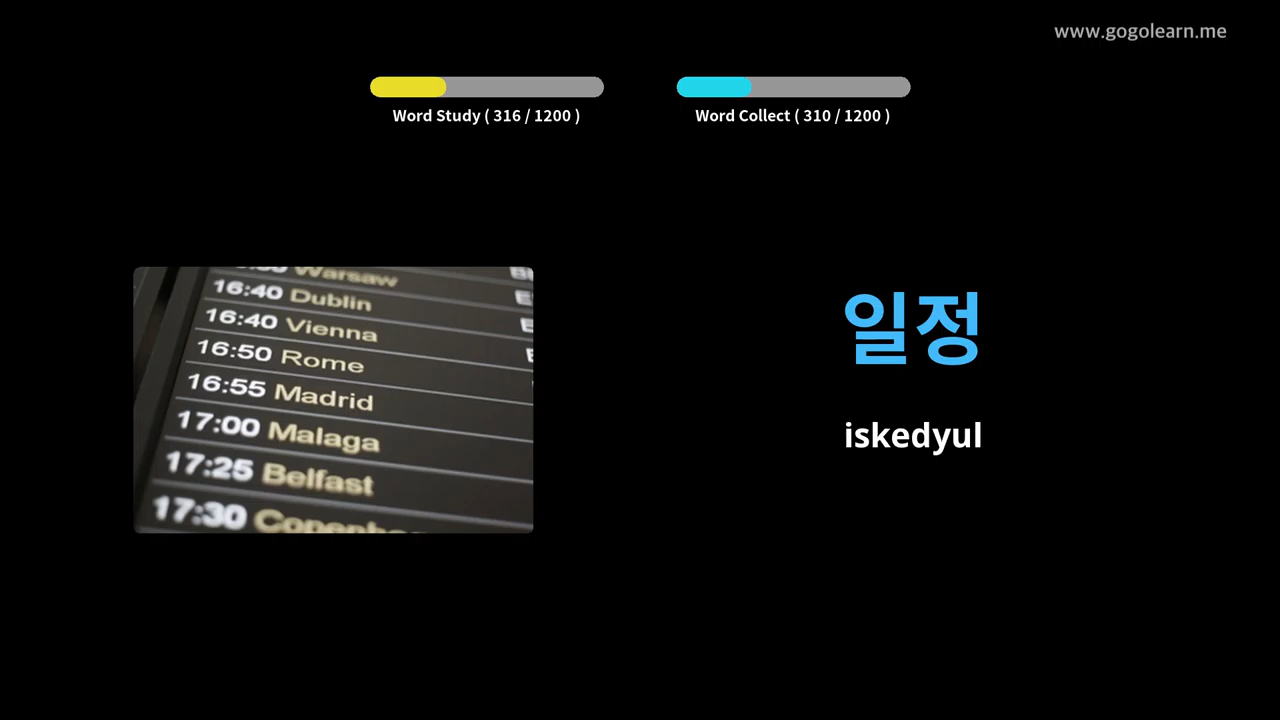 www.gogolearn.me
Word Study ( 316 / 1200 )
Word Collect ( 310 / 1200 )
Warsaw
16:40 Dublin
16:40 Vienna
16:50 Rome
16:55 Madrid
17:00 Malaga
17:25 Belfast
17:30
일정
iskedyul